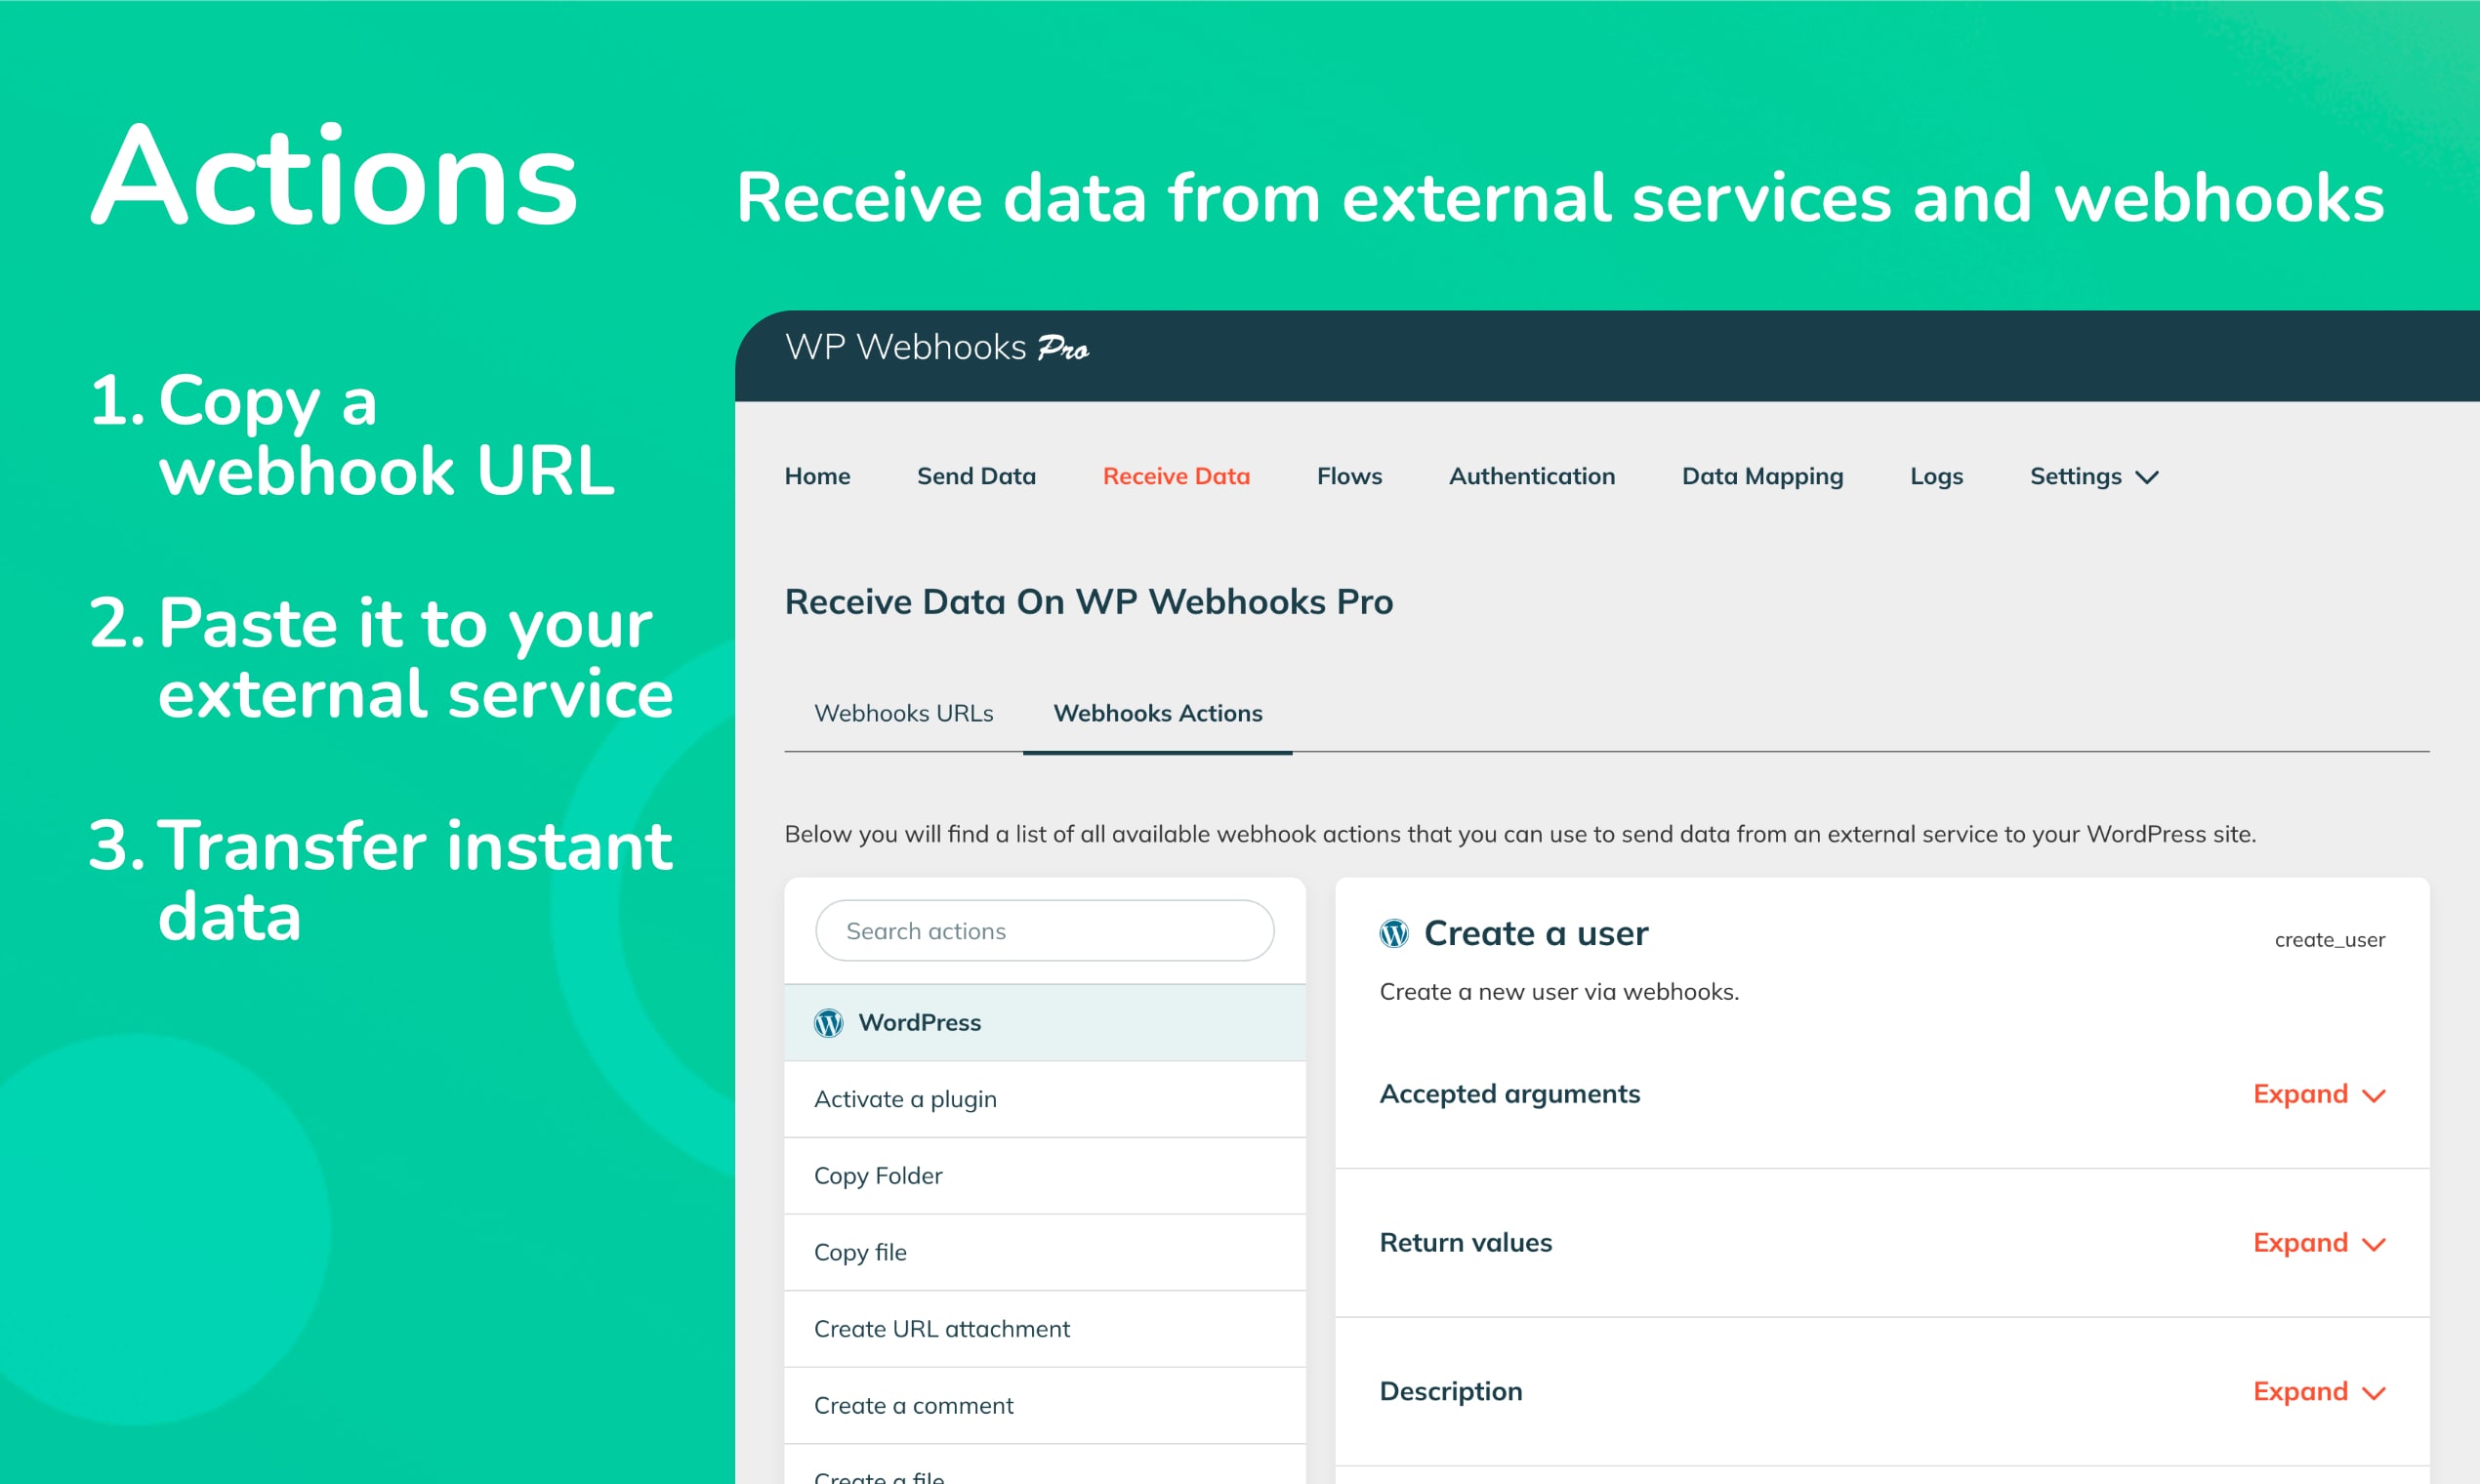 Actions
Receive data from external services and webhooks
1. Copy a
webhook URL
2. Paste it to your
external service
3. Transfer instant
data
WP Webhooks Pro
Home Send Data Receive Data Flows Authentication Data Mapping Logs Settings
Receive Data On WP Webhooks Pro
Webhooks URLs Webhooks Actions
Below you will find a list of all available webhook actions that you can use to send data from an external service to your WordPress site.
Search actions
WordPress
Activate a plugin
Copy Folder
Copy file
Create URL attachment
Create a comment
Create a file
Create a user
create_user
Create a new user via webhooks.
Accepted arguments Expand
Return values Expand
Description Expand